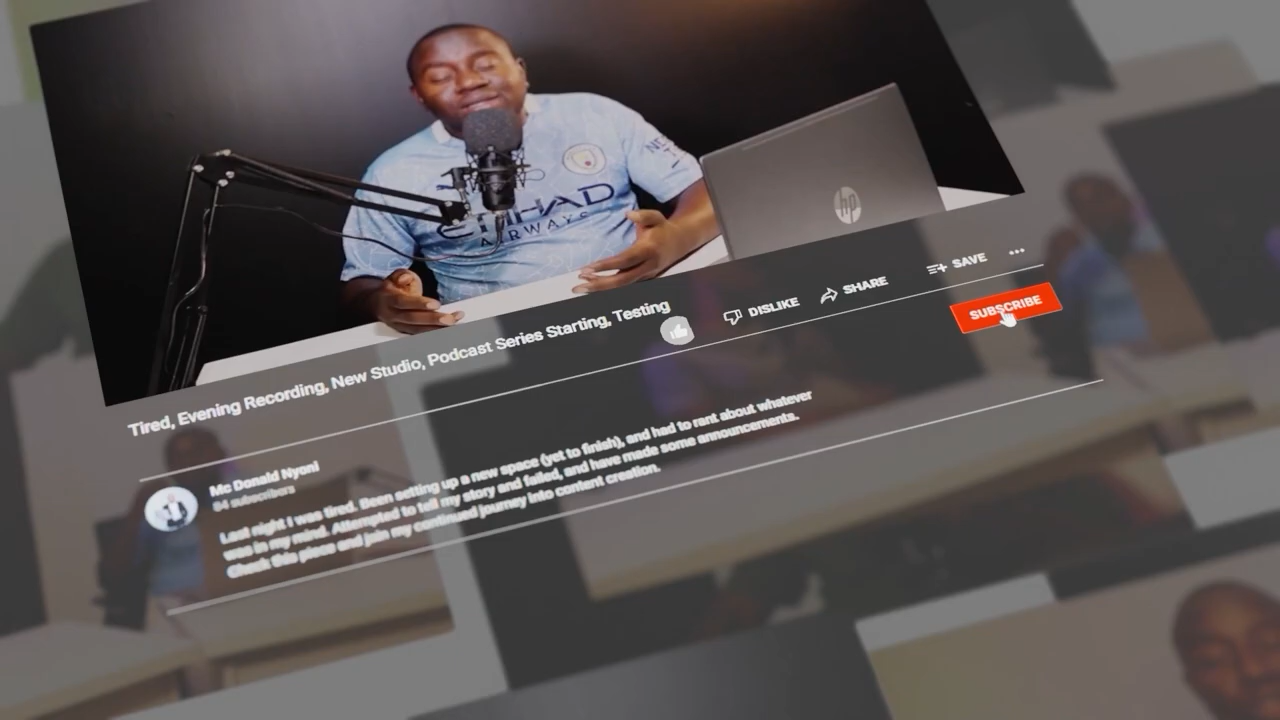 NE
ETIHAD
AIRWAYS
hp
Tired, Evening Recording, New Studio, Podcast Series Starting, Testing
DISLIKE
SHARE
SAVE
SUBSCRIBE
Mc Donald Nyoni
84 subscribers
Last night I was tired. Been setting up a new space (yet to finish), and had to rant about whatever
was in my mind. Attempted to tell my story and failed, and have made some announcements.
Check this piece and join my continued journey into content creation.